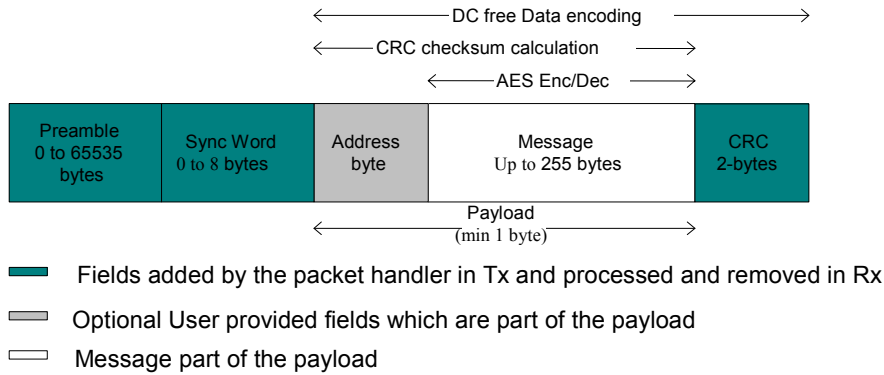 DC free Data encoding
CRC checksum calculation
AES Enc/Dec
Preamble
0 to 65535
bytes
Sync Word
0 to 8 bytes
Address
byte
Message
Up to 255 bytes
CRC
2-bytes
Payload
(min 1 byte)
Fields added by the packet handler in Tx and processed and removed in Rx
Optional User provided fields which are part of the payload
Message part of the payload